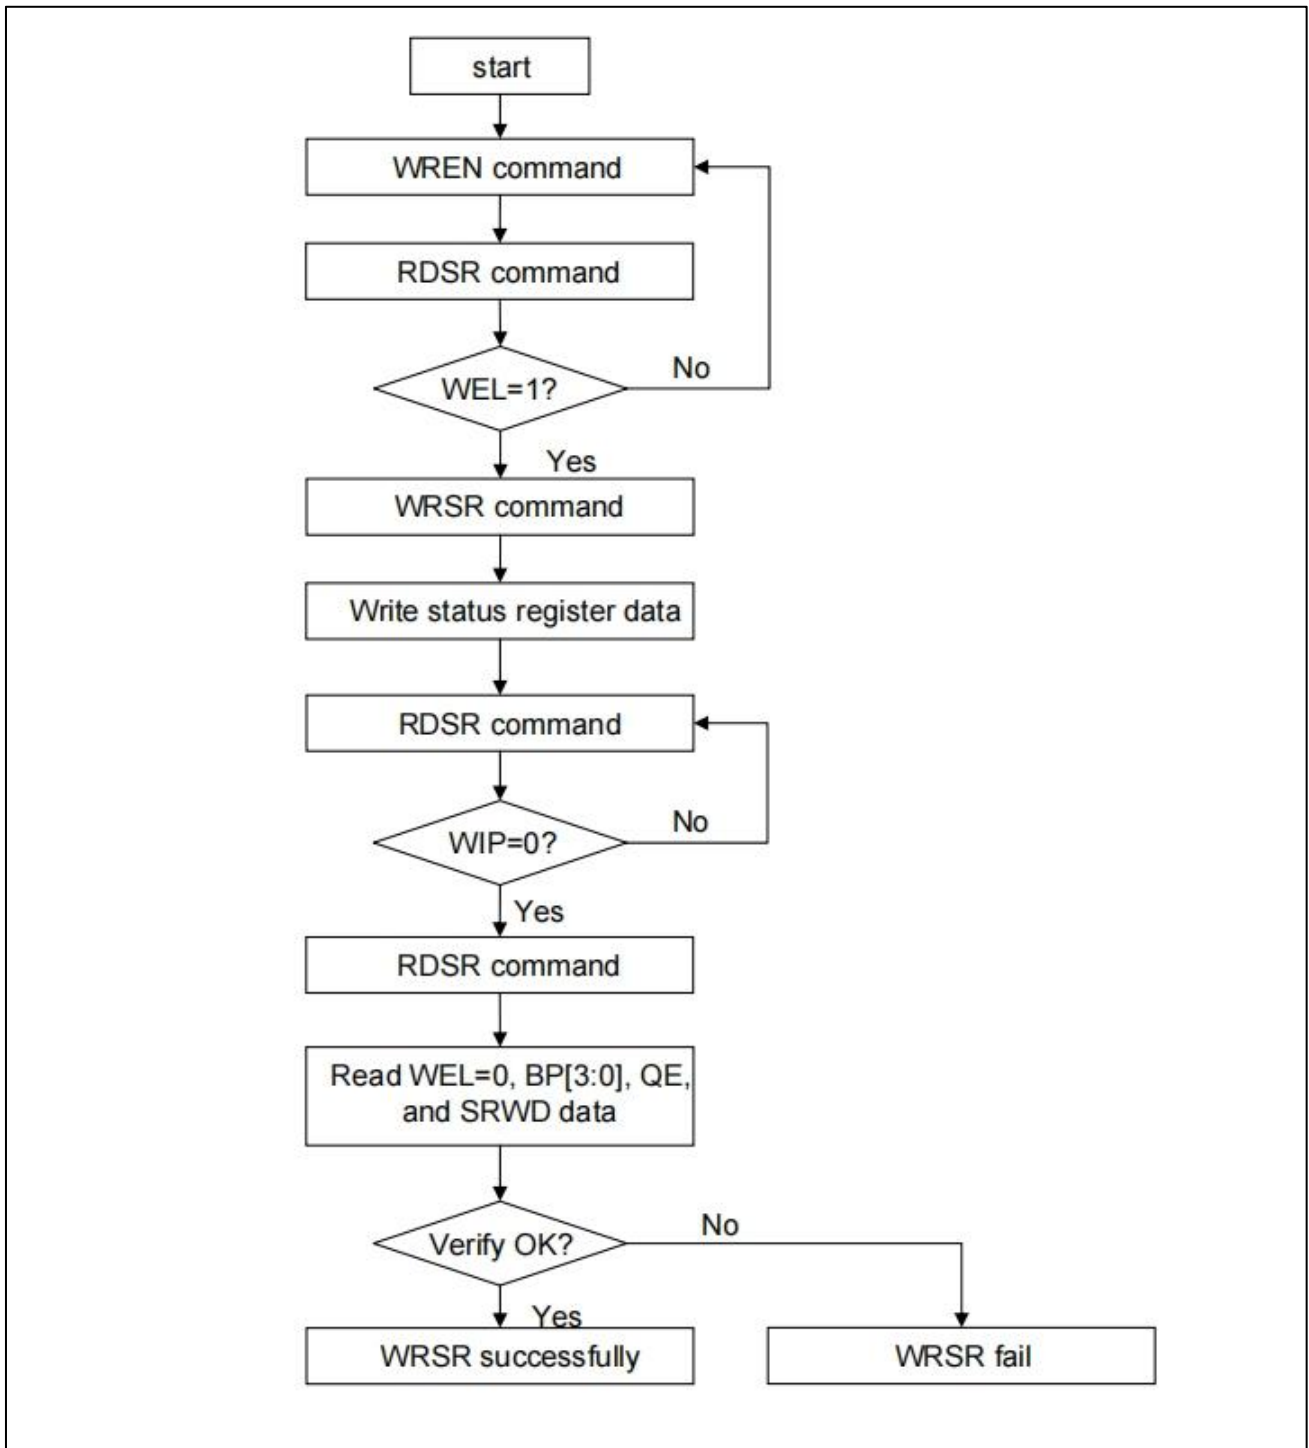 start
WREN command
RDSR command
WEL=1?
No
Yes
WRSR command
Write status register data
RDSR command
WIP=0?
No
Yes
RDSR command
Read WEL=0, BP[3:0], QE,
and SRWD data
Verify OK?
No
Yes
WRSR successfully
WRSR fail